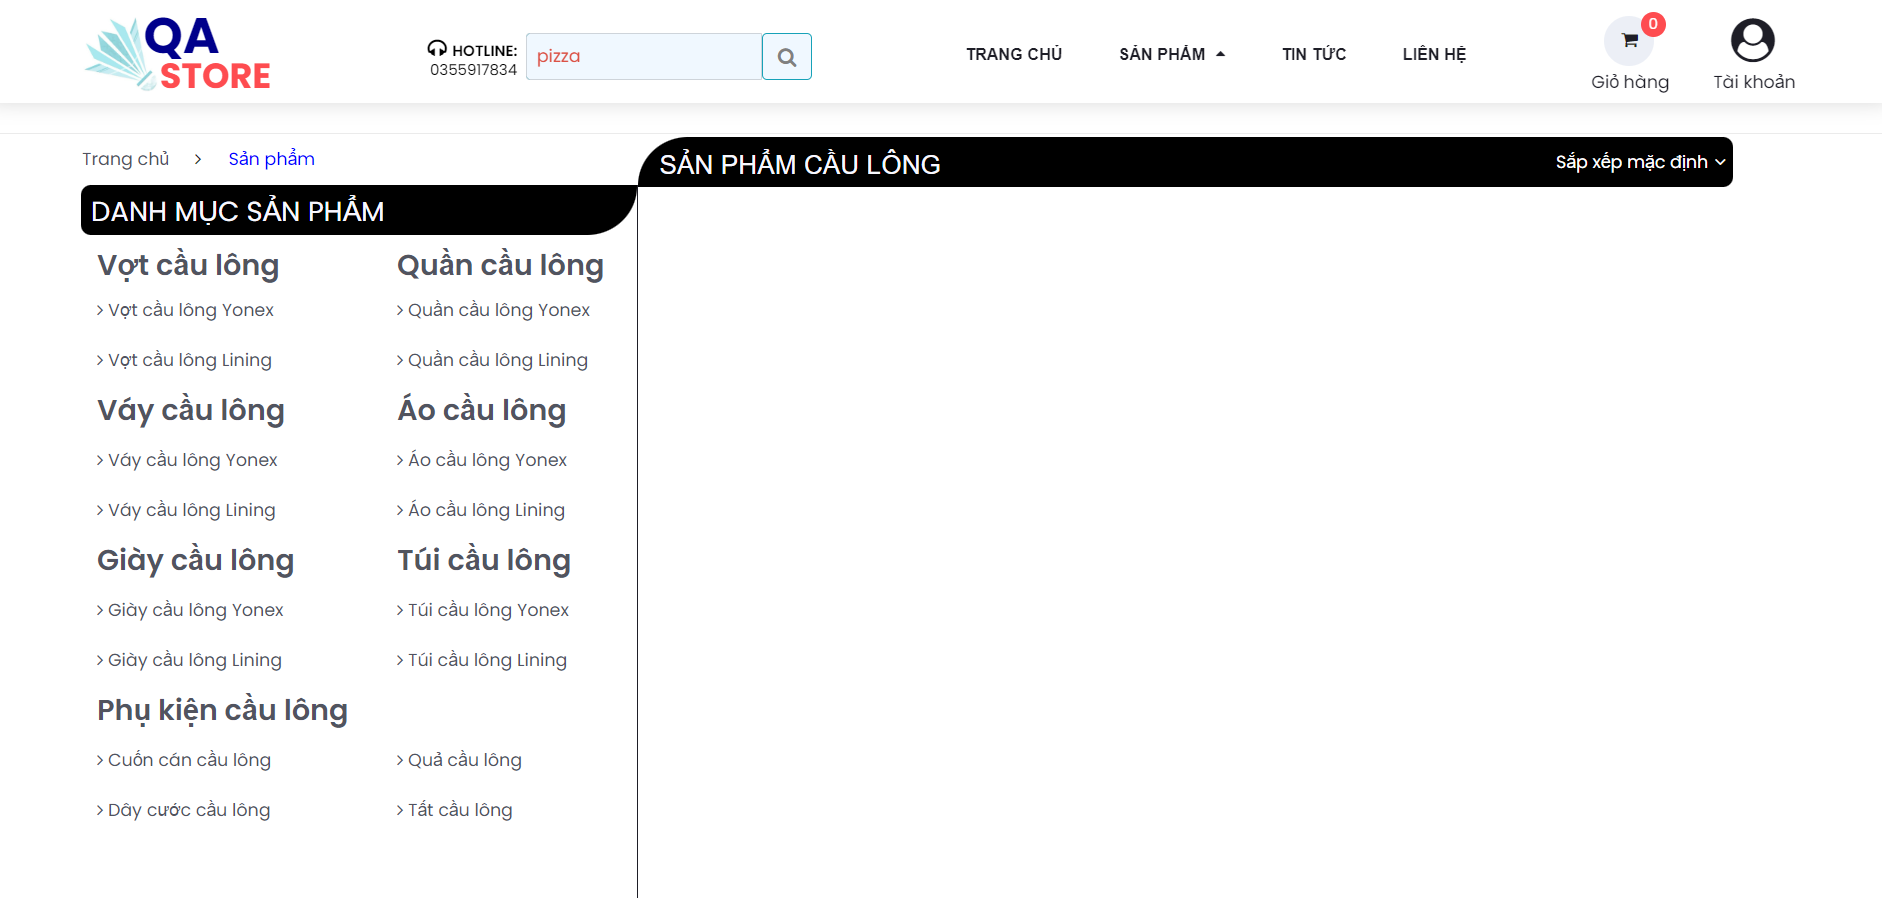 QA
STORE
HOTLINE:
0355917834
pizza
TRANG CHỦ
SẢN PHẨM
TIN TỨC
LIÊN HỆ
0
Giỏ hàng
Tài khoản
Trang chủ > Sản phẩm
SẢN PHẨM CẦU LÔNG
Sắp xếp mặc định
DANH MỤC SẢN PHẨM
Vợt cầu lông
Quần cầu lông
Vợt cầu lông Yonex
Quần cầu lông Yonex
Vợt cầu lông Lining
Quần cầu lông Lining
Váy cầu lông
Áo cầu lông
Váy cầu lông Yonex
Áo cầu lông Yonex
Váy cầu lông Lining
Áo cầu lông Lining
Giày cầu lông
Túi cầu lông
Giày cầu lông Yonex
Túi cầu lông Yonex
Giày cầu lông Lining
Túi cầu lông Lining
Phụ kiện cầu lông
Cuốn cán cầu lông
Quả cầu lông
Dây cước cầu lông
Tất cầu lông